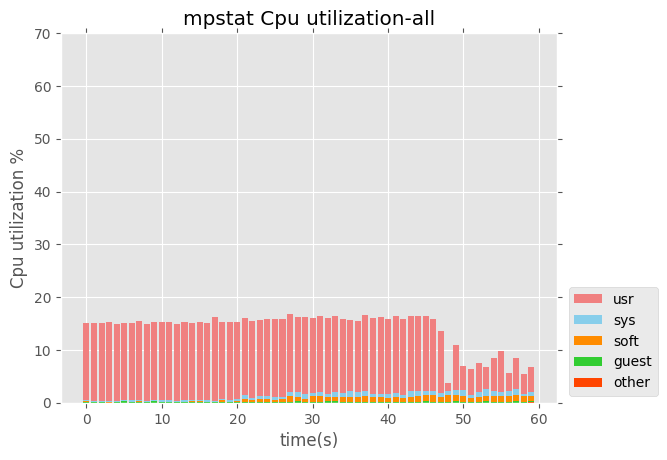 mpstat Cpu utilization-all
Cpu utilization %
70
60
50
40
30
20
10
0
0 10 20 30 40 50 60
time(s)
usr
sys
soft
guest
other